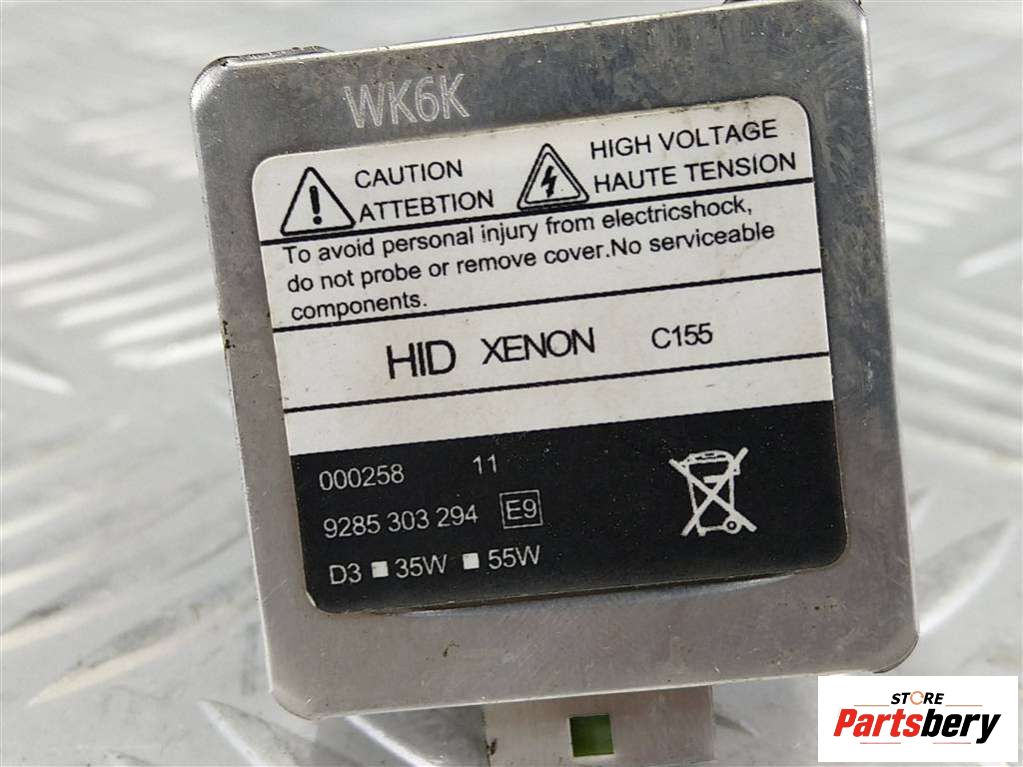 WK6K
CAUTION
ATTEBTION
HIGH VOLTAGE
HAUTE TENSION
To avoid personal injury from electricshock,
do not probe or remove cover.No serviceable
components.
HID XENON C155
000258 11
9285 303 294 E9
D3 35W 55W
STORE
Partsbery